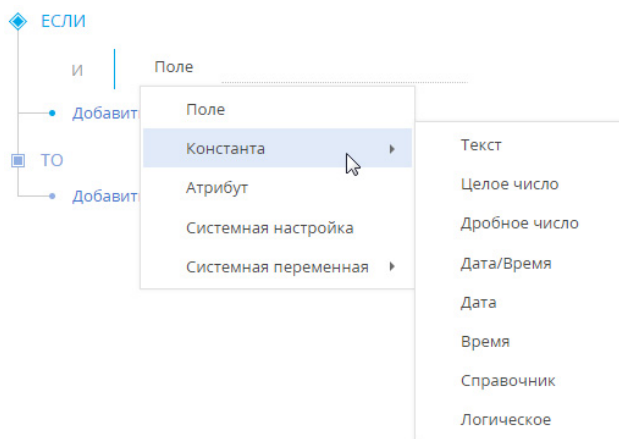 ЕСЛИ
И Поле
Добавить
Поле
Константа
Атрибут
Системная настройка
Системная переменная
Текст
Целое число
Дробное число
Дата/Время
Дата
Время
Справочник
Логическое
ТО
Добавит